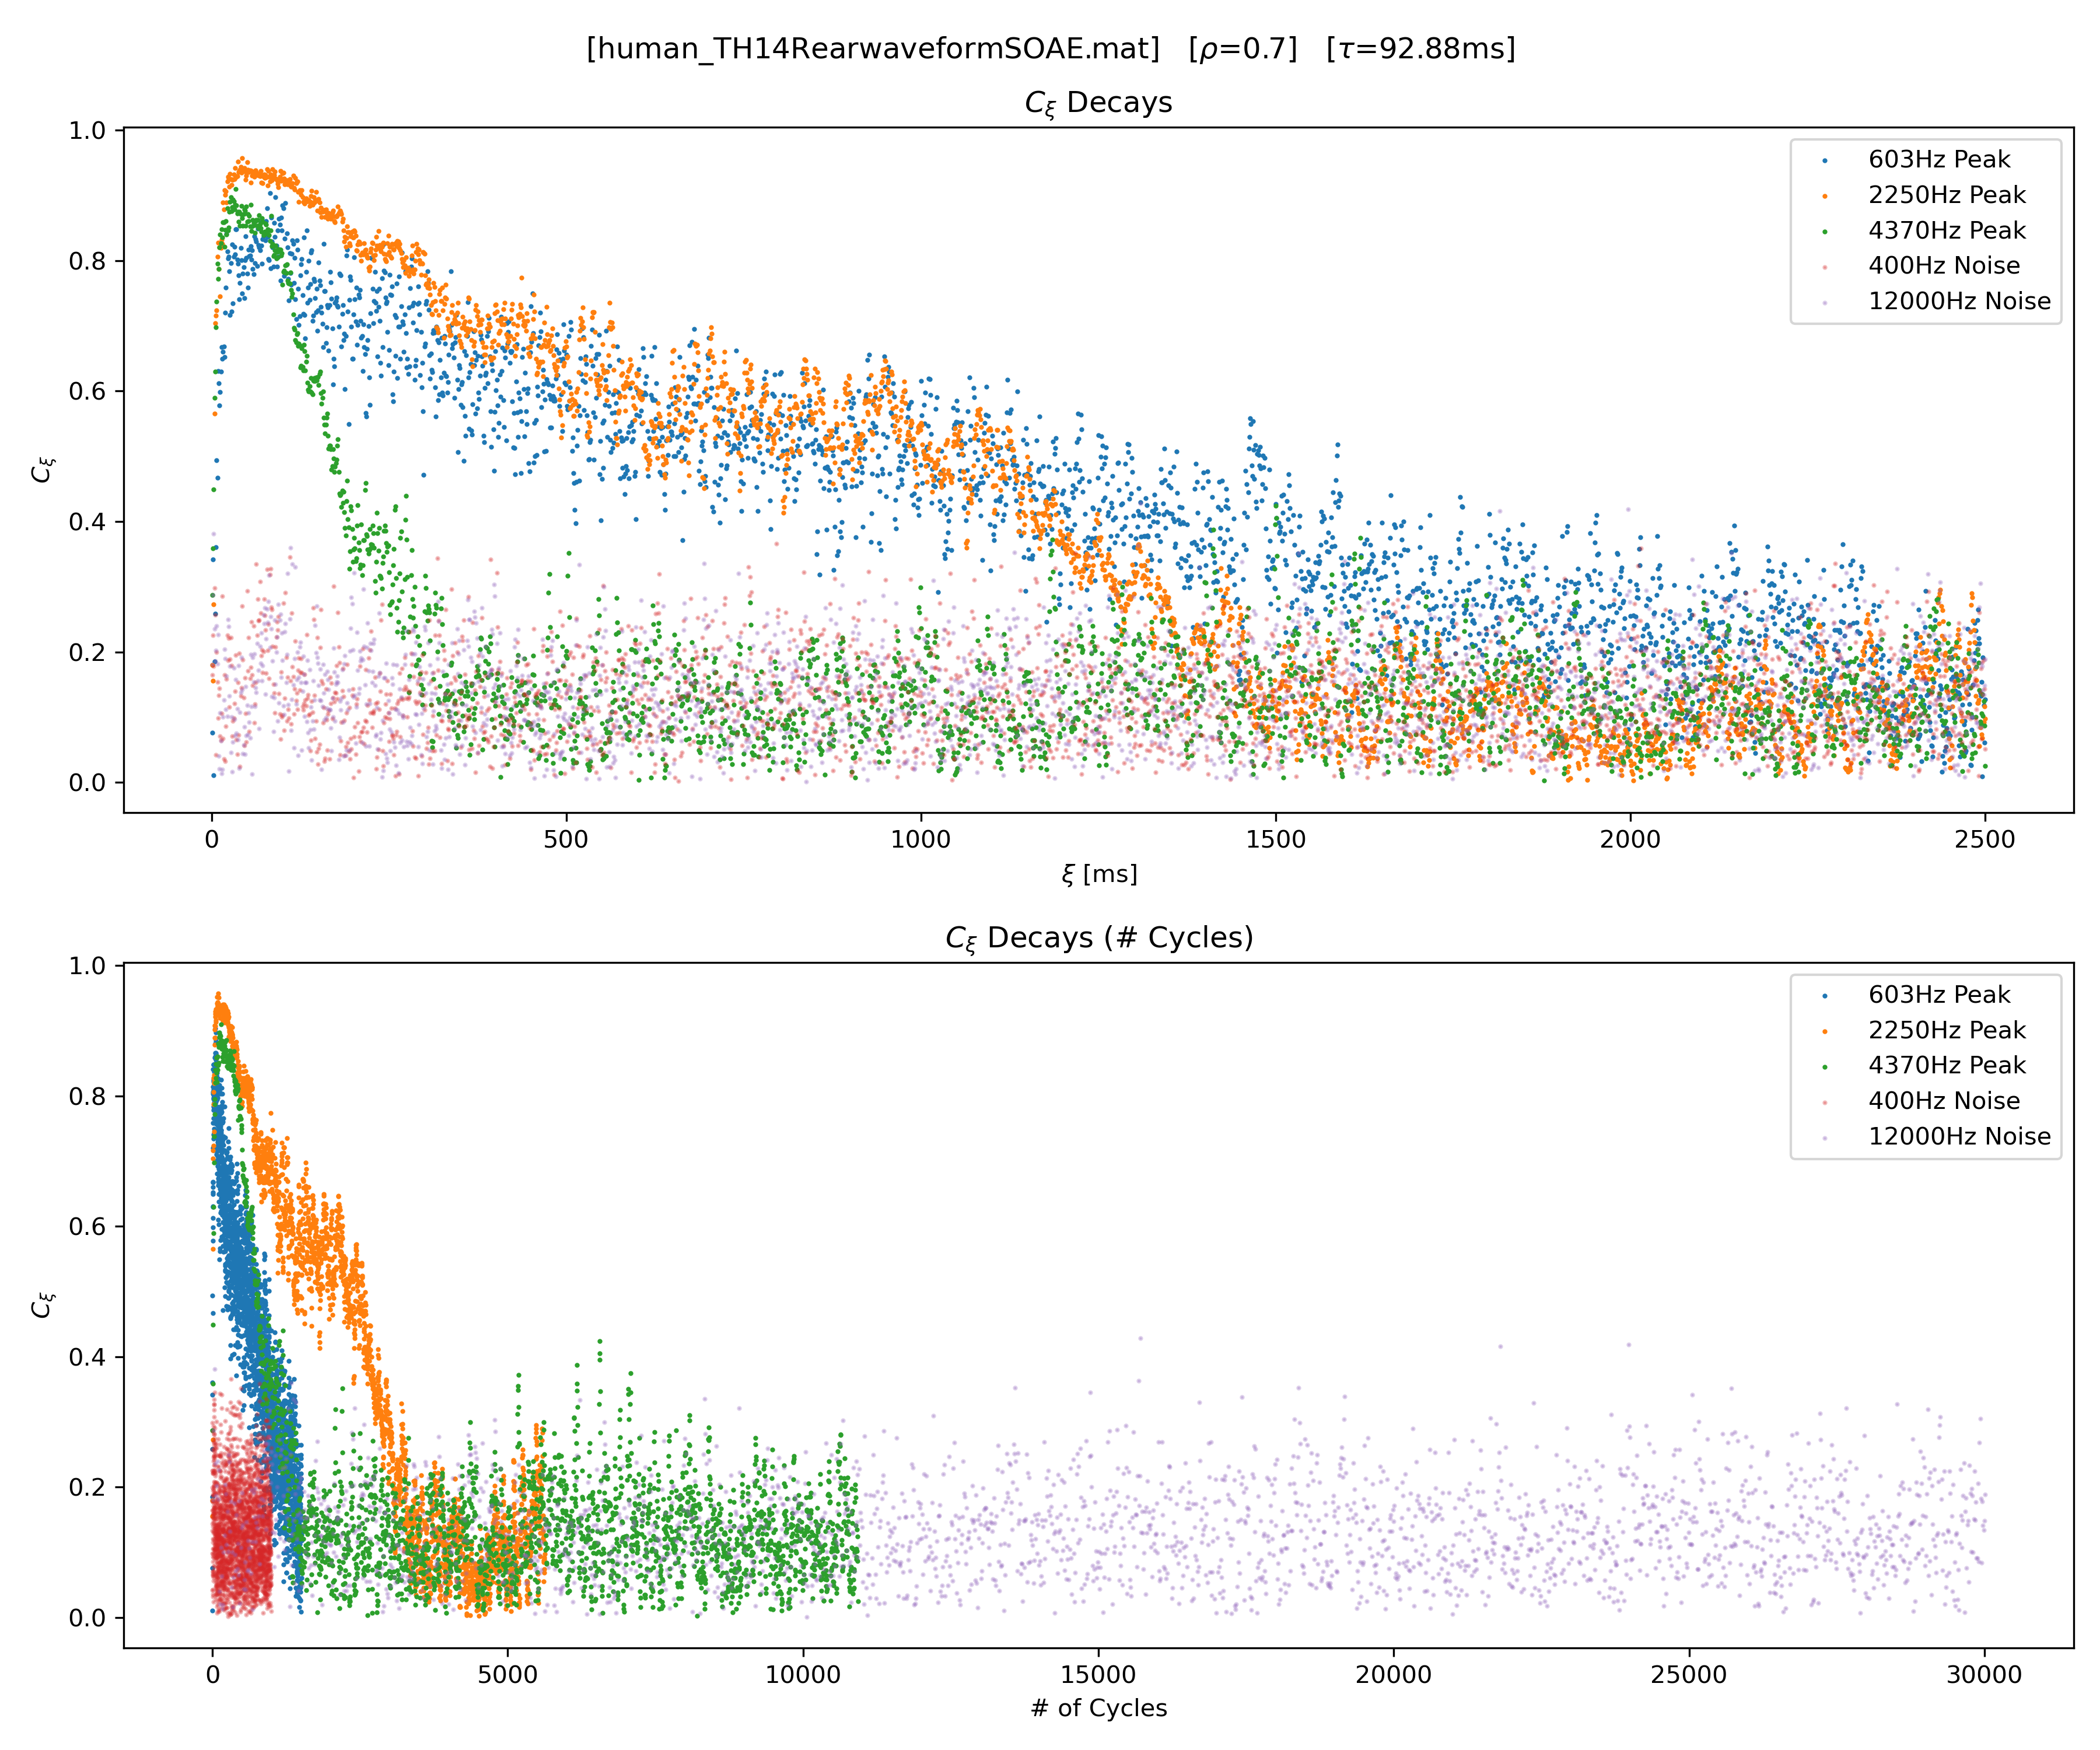 [human_TH14RearwaveformSOAE.mat] [ρ=0.7] [τ=92.88ms]
C_ξ Decays
1.0
0.8
0.6
0.4
0.2
0.0
C_ξ
603Hz Peak
2250Hz Peak
4370Hz Peak
400Hz Noise
12000Hz Noise
0 500 1000 1500 2000 2500
ξ [ms]
C_ξ Decays (# Cycles)
1.0
0.8
0.6
0.4
0.2
0.0
C_ξ
603Hz Peak
2250Hz Peak
4370Hz Peak
400Hz Noise
12000Hz Noise
0 5000 10000 15000 20000 25000 30000
# of Cycles